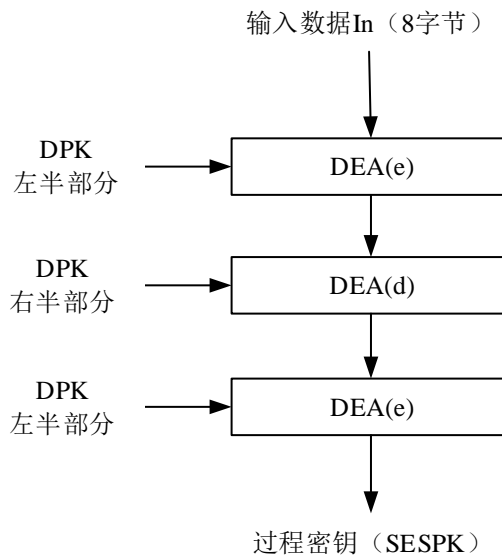 输入数据In（8字节）
DPK
左半部分
DEA(e)
DPK
右半部分
DEA(d)
DPK
左半部分
DEA(e)
过程密钥（SESPK）